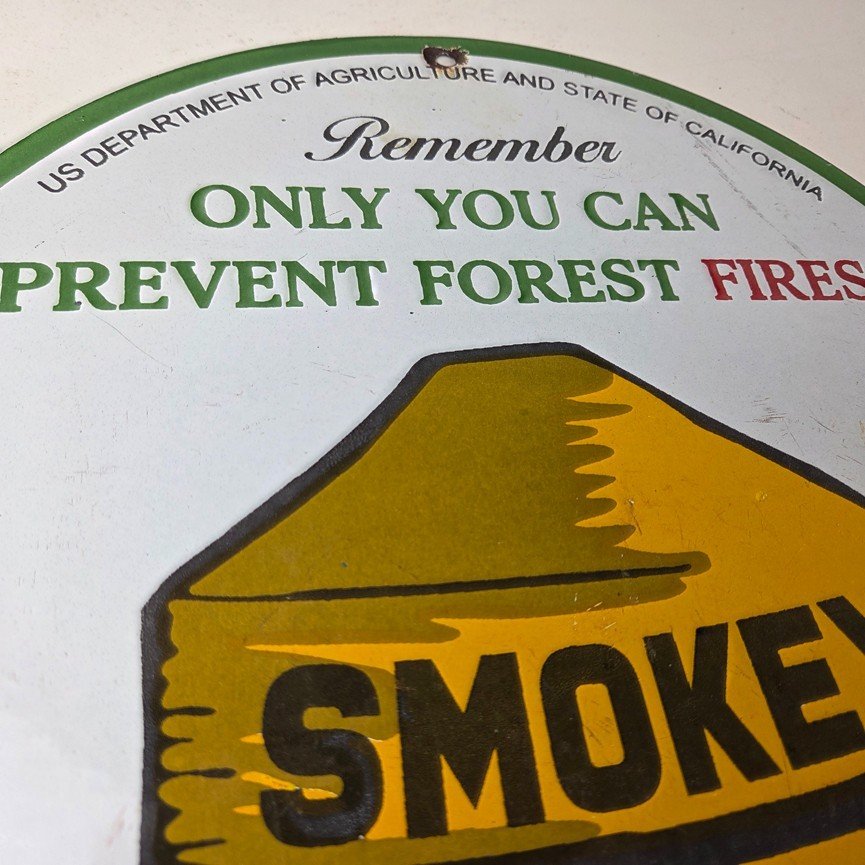 US DEPARTMENT OF AGRICULTURE AND STATE OF CALIFORNIA
Remember
ONLY YOU CAN
PREVENT FOREST FIRES
SMOKEY